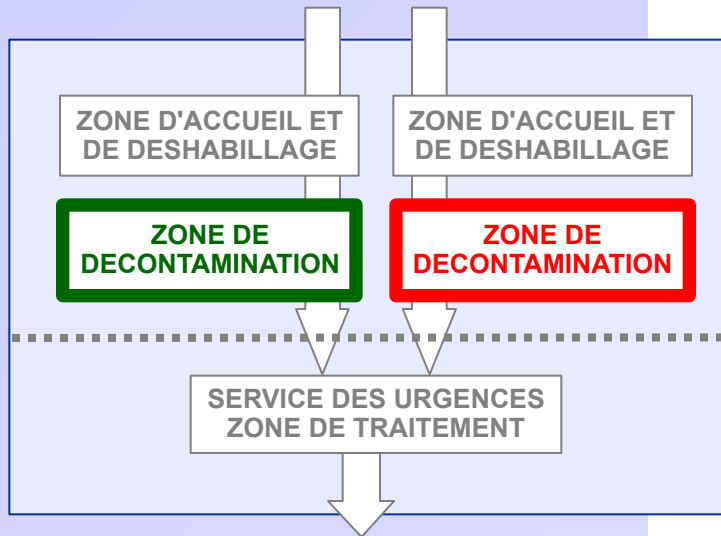 ZONE D'ACCUEIL ET
DE DESHABILLAGE
ZONE D'ACCUEIL ET
DE DESHABILLAGE
ZONE DE
DECONTAMINATION
ZONE DE
DECONTAMINATION
SERVICE DES URGENCES
ZONE DE TRAITEMENT